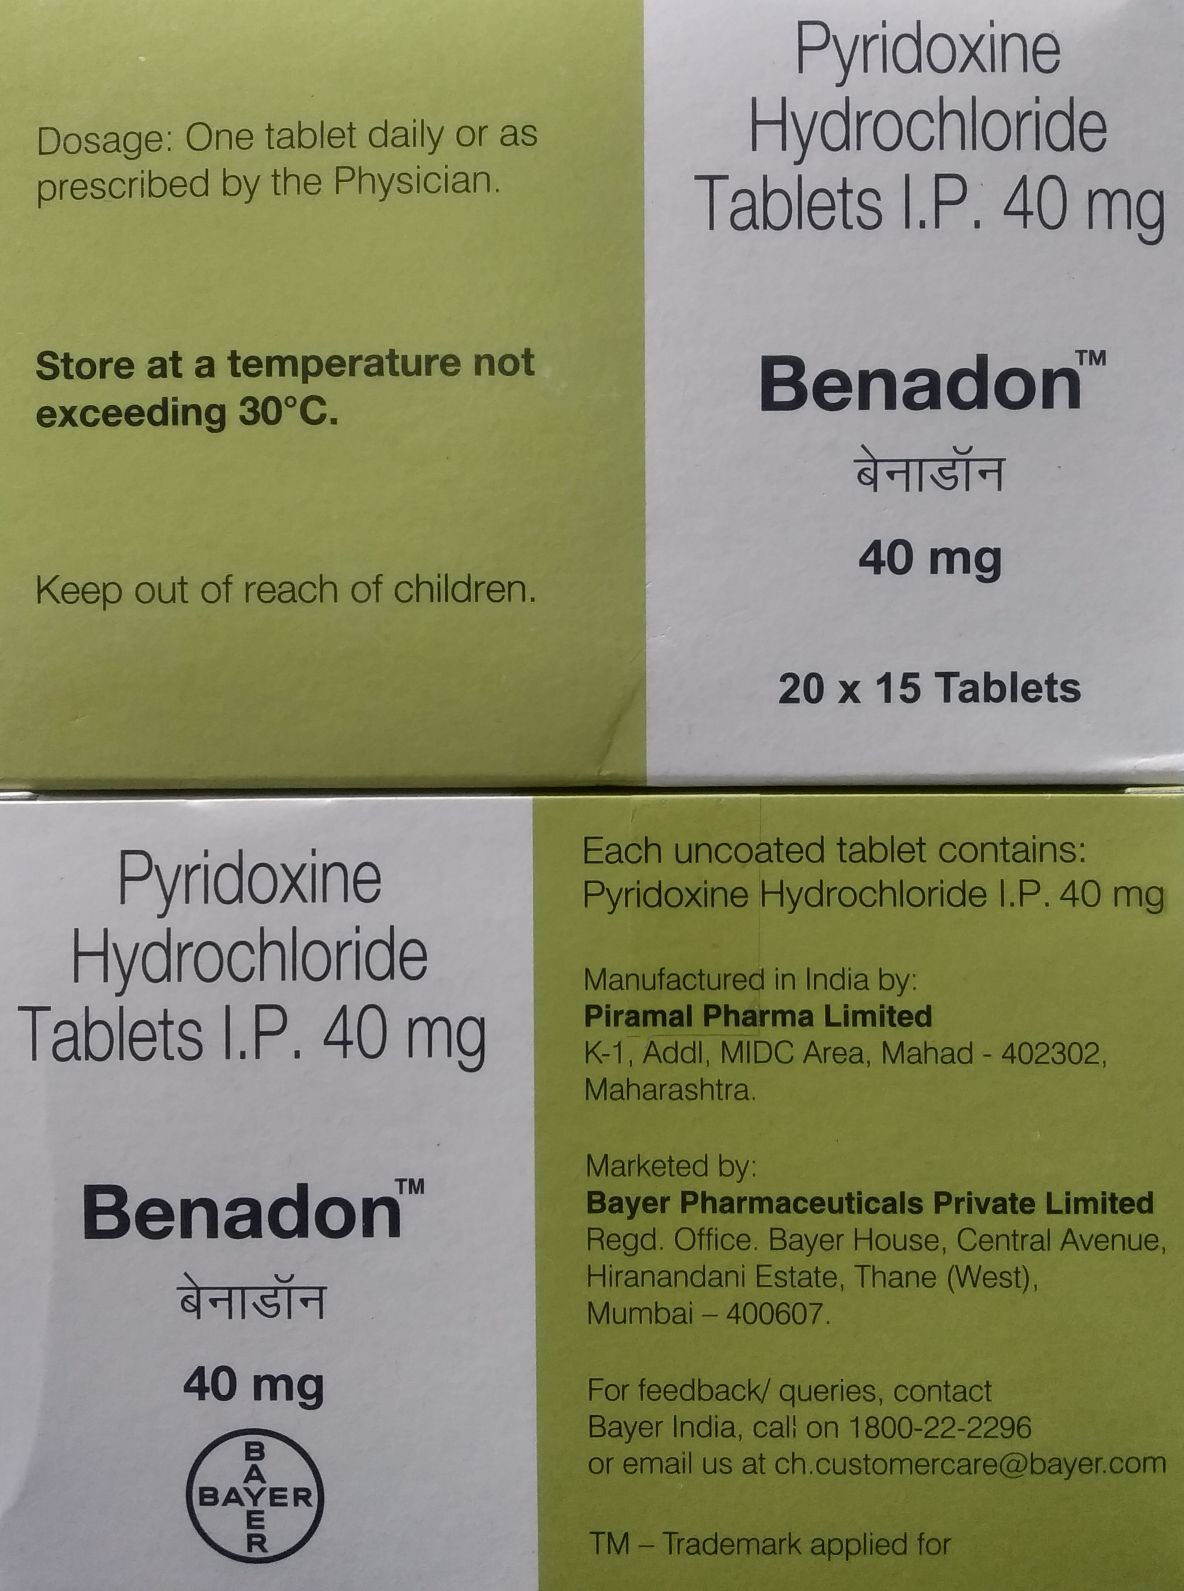 Dosage: One tablet daily or as
prescribed by the Physician.
Store at a temperature not
exceeding 30°C.
Keep out of reach of children.
Pyridoxine
Hydrochloride
Tablets I.P. 40 mg
Benadon™
बेनाडॉन
40 mg
20 x 15 Tablets
Pyridoxine
Hydrochloride
Tablets I.P. 40 mg
Benadon™
बेनाडॉन
40 mg
BAYER
BAYER
Each uncoated tablet contains:
Pyridoxine Hydrochloride I.P. 40 mg
Manufactured in India by:
Piramal Pharma Limited
K-1, Addl, MIDC Area, Mahad - 402302,
Maharashtra.
Marketed by:
Bayer Pharmaceuticals Private Limited
Regd. Office. Bayer House, Central Avenue,
Hiranandani Estate, Thane (West),
Mumbai – 400607.
For feedback/ queries, contact
Bayer India, call on 1800-22-2296
or email us at ch.customercare@bayer.com
TM – Trademark applied for